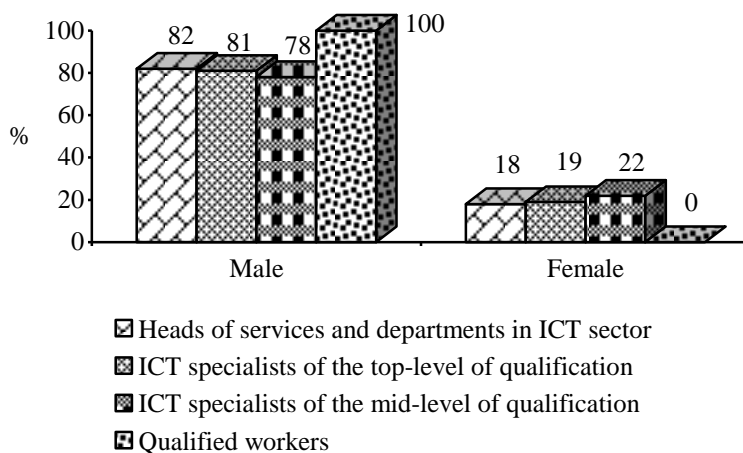 100
80
60
40
20
0
%
82
81
78
100
18
19
22
0
Male
Female
Heads of services and departments in ICT sector
ICT specialists of the top-level of qualification
ICT specialists of the mid-level of qualification
Qualified workers